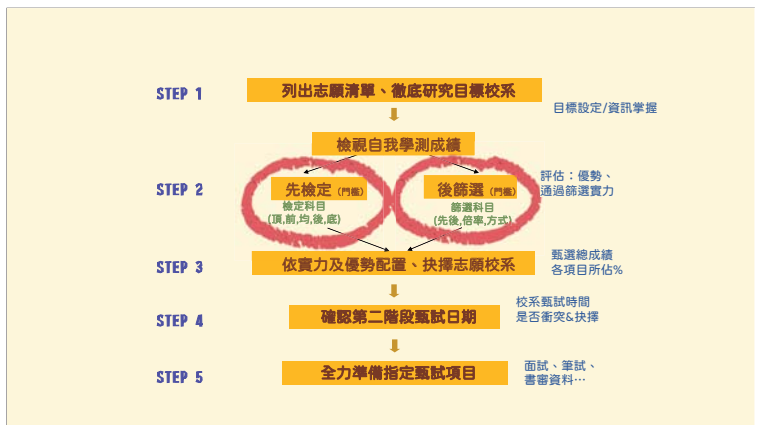 STEP 1
列出志願清單、徹底研究目標校系
目標設定/資訊掌握
檢視自我學測成績
STEP 2
先檢定(門檻)
檢定科目
(頂,前,均,後,底)
後篩選(門檻)
篩選科目
(先後,倍率,方式)
評估：優勢、
通過篩選實力
STEP 3
依實力及優勢配置、抉擇志願校系
甄選總成績
各項目所佔%
STEP 4
確認第二階段甄試日期
校系甄試時間
是否衝突&抉擇
STEP 5
全力準備指定甄試項目
面試、筆試、
書審資料…